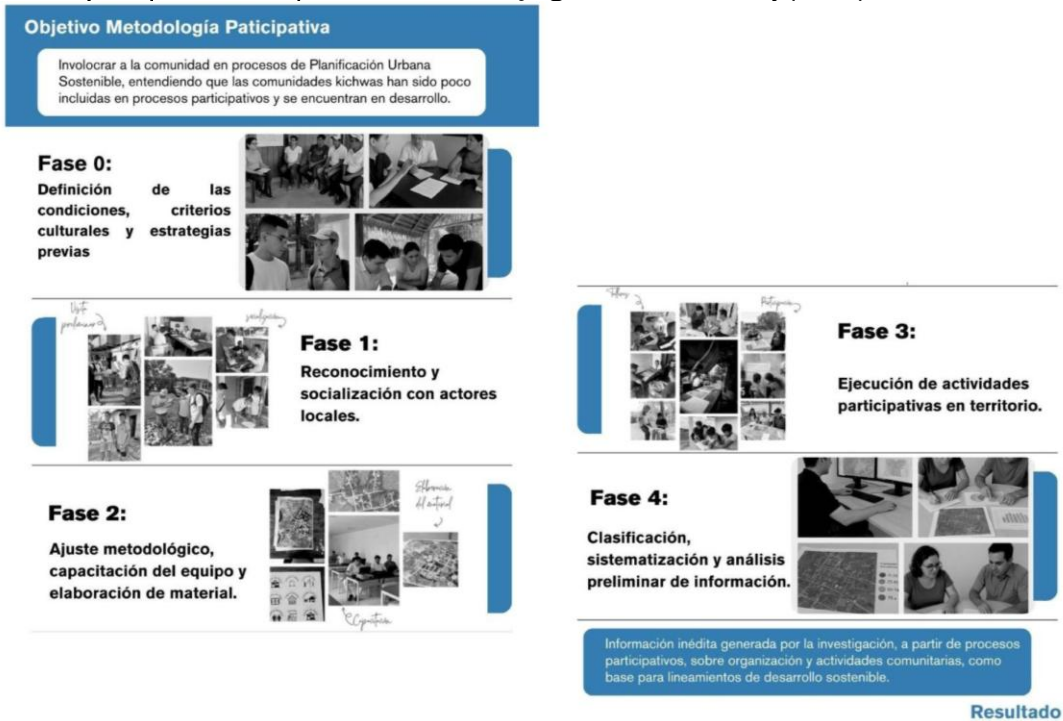 Objetivo Metodología Paticipativa
Involocrar a la comunidad en procesos de Planificación Urbana
Sostenible, entendiendo que las comunidades kichwas han sido poco
incluidas en procesos participativos y se encuentran en desarrollo.
Fase 0:
Definición de las
condiciones, criterios
culturales y estrategias
previas
Visita
preliminar
socialización
Fase 1:
Reconocimiento y
socialización con actores
locales.
Fase 2:
Ajuste metodológico,
capacitación del equipo y
elaboración de material.
Elaboración
del material
Capacitación
Talleres
Participación
Fase 3:
Ejecución de actividades
participativas en territorio.
Fase 4:
Clasificación,
sistematización y análisis
preliminar de información.
Información inédita generada por la investigación, a partir de procesos
participativos, sobre organización y actividades comunitarias, como
base para lineamientos de desarrollo sostenible.
Resultado